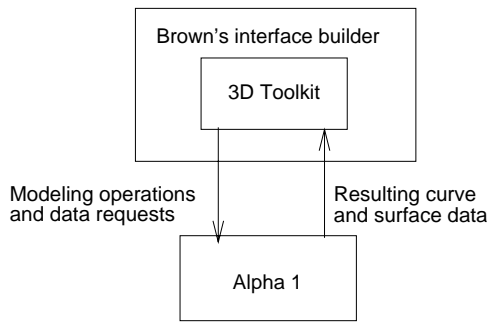 Brown's interface builder
3D Toolkit
Modeling operations
and data requests
Resulting curve
and surface data
Alpha 1